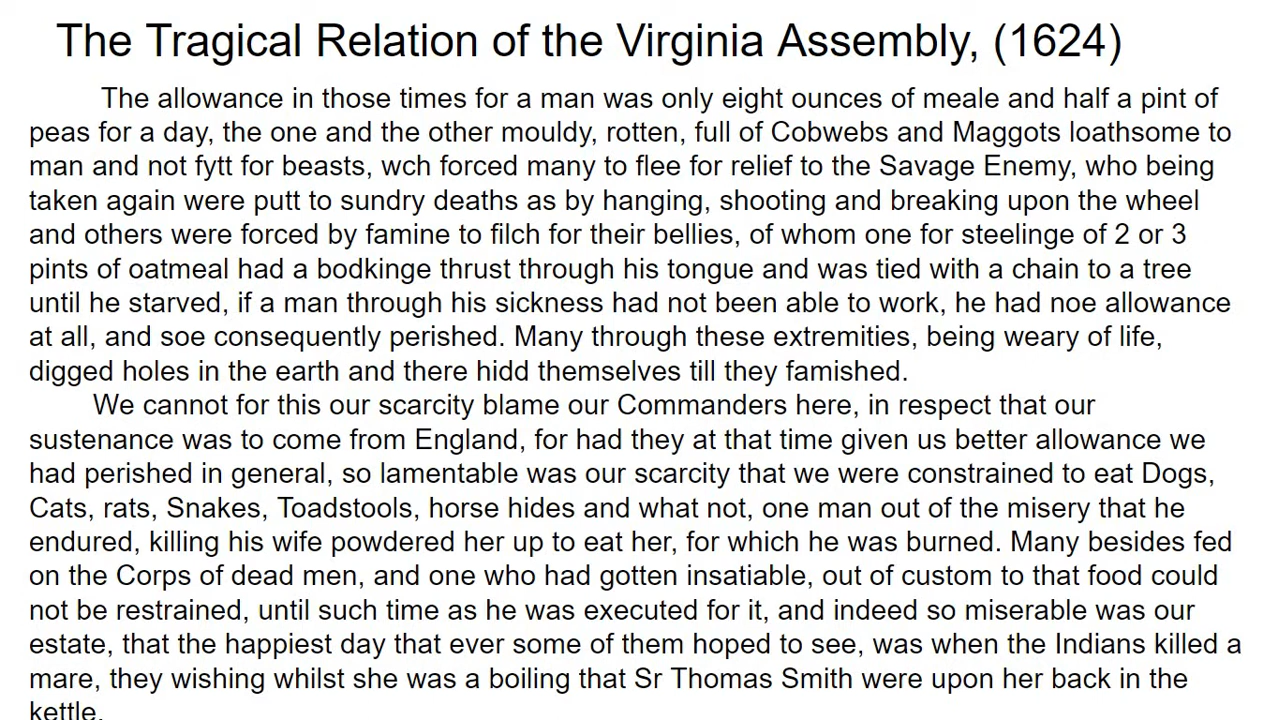 The Tragical Relation of the Virginia Assembly, (1624)
The allowance in those times for a man was only eight ounces of meale and half a pint of
peas for a day, the one and the other mouldy, rotten, full of Cobwebs and Maggots loathsome to
man and not fytt for beasts, wch forced many to flee for relief to the Savage Enemy, who being
taken again were putt to sundry deaths as by hanging, shooting and breaking upon the wheel
and others were forced by famine to filch for their bellies, of whom one for steelinge of 2 or 3
pints of oatmeal had a bodkinge thrust through his tongue and was tied with a chain to a tree
until he starved, if a man through his sickness had not been able to work, he had noe allowance
at all, and soe consequently perished. Many through these extremities, being weary of life,
digged holes in the earth and there hidd themselves till they famished.
We cannot for this our scarcity blame our Commanders here, in respect that our
sustenance was to come from England, for had they at that time given us better allowance we
had perished in general, so lamentable was our scarcity that we were constrained to eat Dogs,
Cats, rats, Snakes, Toadstools, horse hides and what not, one man out of the misery that he
endured, killing his wife powdered her up to eat her, for which he was burned. Many besides fed
on the Corps of dead men, and one who had gotten insatiable, out of custom to that food could
not be restrained, until such time as he was executed for it, and indeed so miserable was our
estate, that the happiest day that ever some of them hoped to see, was when the Indians killed a
mare, they wishing whilst she was a boiling that Sr Thomas Smith were upon her back in the
kettle.